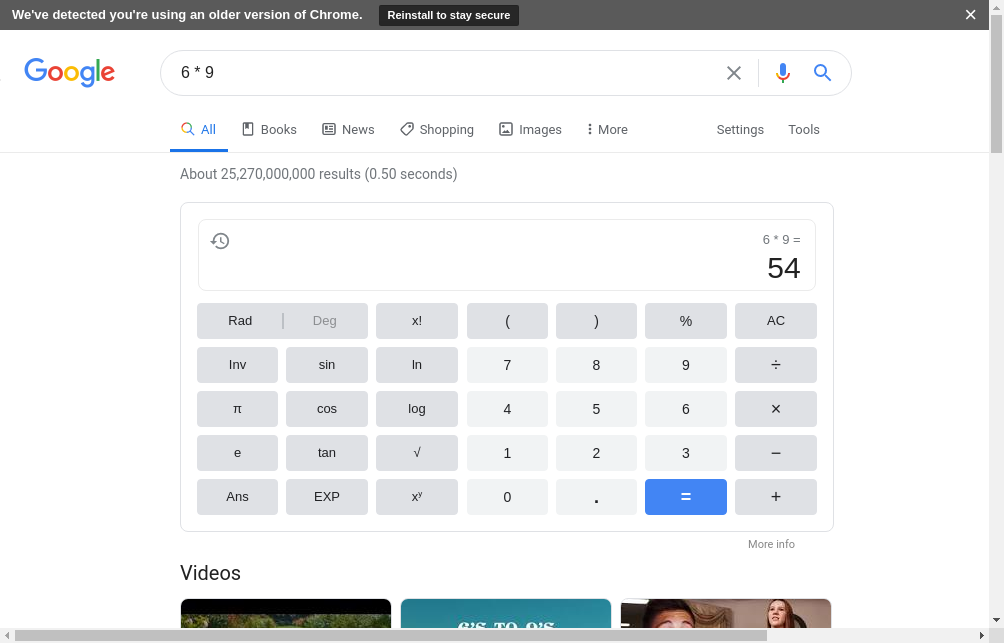 We've detected you're using an older version of Chrome. Reinstall to stay secure
Google
6 * 9
All Books News Shopping Images More Settings Tools
About 25,270,000,000 results (0.50 seconds)
6 * 9 =
54
Rad Deg x! ( ) % AC
Inv sin ln 7 8 9 ÷
π cos log 4 5 6 ×
e tan √ 1 2 3 −
Ans EXP xʸ 0 . = +
More info
Videos
6'S TO 9'S